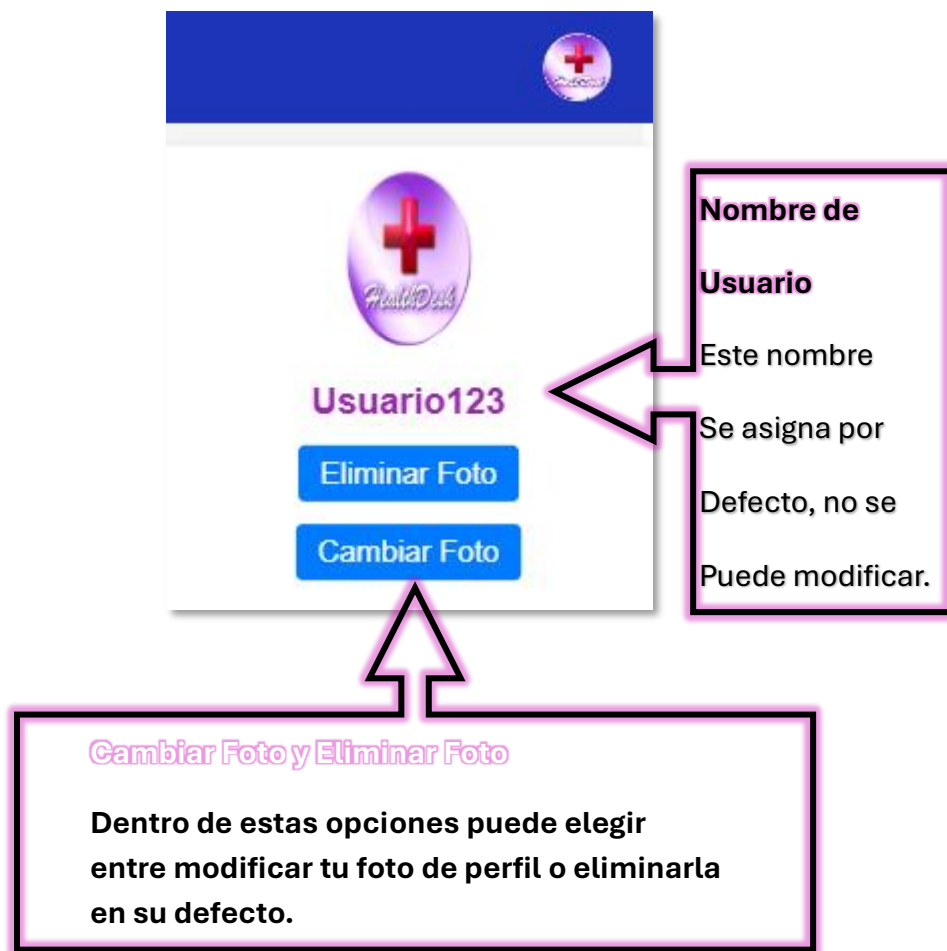 HealthDesk
Usuario123
Eliminar Foto
Cambiar Foto
Nombre de
Usuario
Este nombre
Se asigna por
Defecto, no se
Puede modificar.
Cambiar Foto y Eliminar Foto
Dentro de estas opciones puede elegir
entre modificar tu foto de perfil o eliminarla
en su defecto.